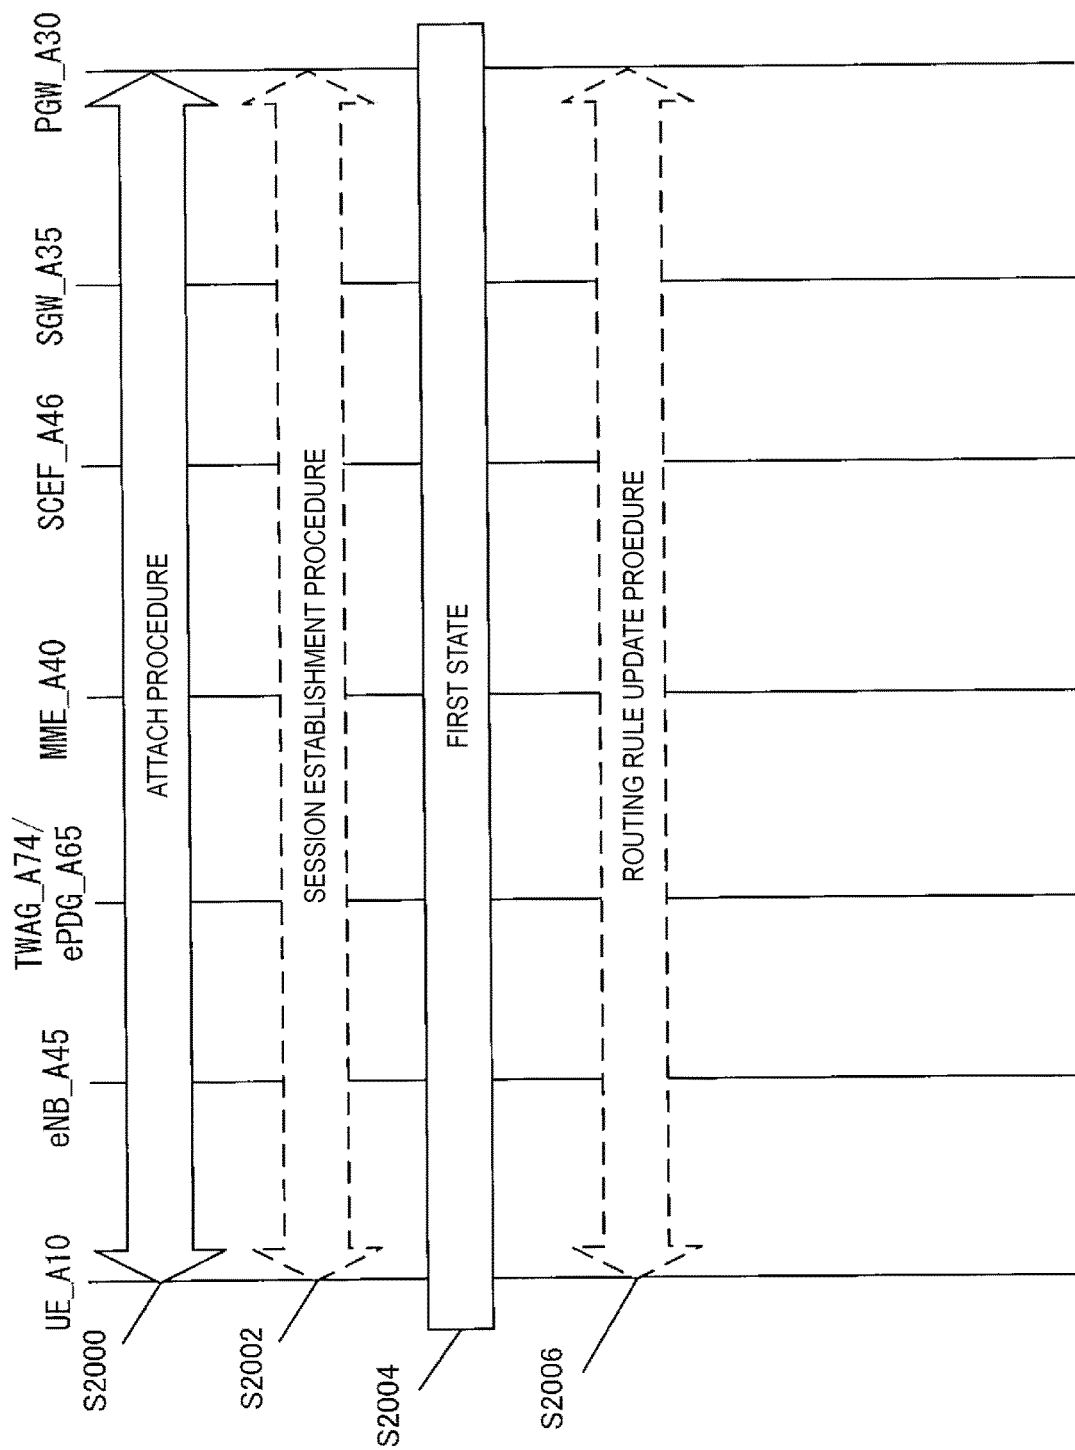 UE_A10
eNB_A45
TWAG_A74/
ePDG_A65
MME_A40
SCEF_A46
SGW_A35
PGW_A30
S2000
ATTACH PROCEDURE
S2002
SESSION ESTABLISHMENT PROCEDURE
S2004
FIRST STATE
S2006
ROUTING RULE UPDATE PROEDURE